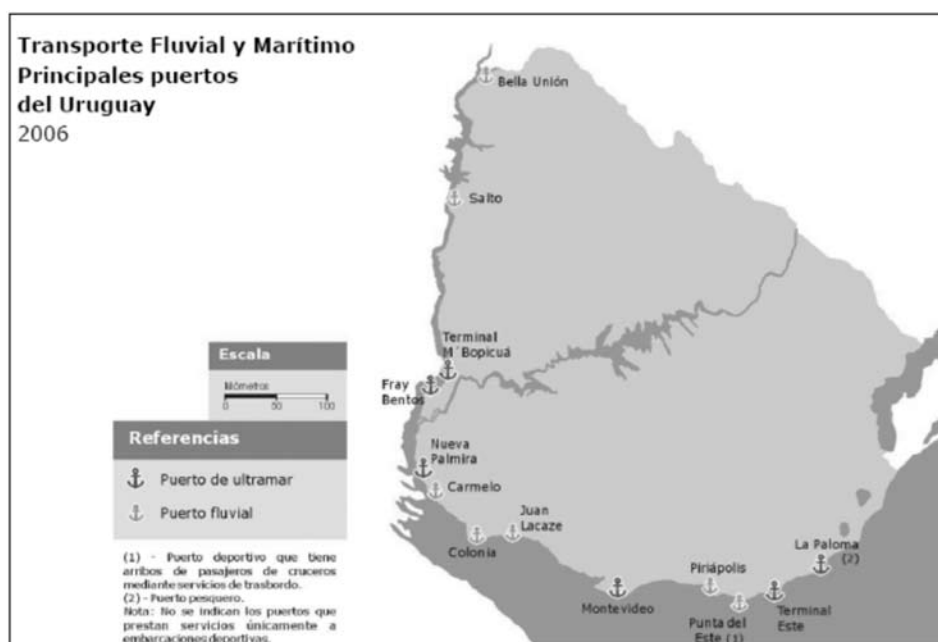 Transporte Fluvial y Marítimo
Principales puertos
del Uruguay
2006
Bella Unión
Salto
Terminal
M´Bopicuá
Fray
Bentos
Nueva
Palmira
Carmelo
Juan
Lacaze
Colonia
La Paloma
(2)
Piriápolis
Montevideo
Terminal
Este
Punta del
Este (1)
Escala
0 50 100
Referencias
Puerto de ultramar
Puerto fluvial
(1) - Puerto deportivo que tiene
arribos de pasajeros de cruceros
mediante servicios de trasbordo.
(2) - Puerto pesquero.
Nota: No se indican los puertos que
prestan servicios únicamente a
embarcaciones deportivas.